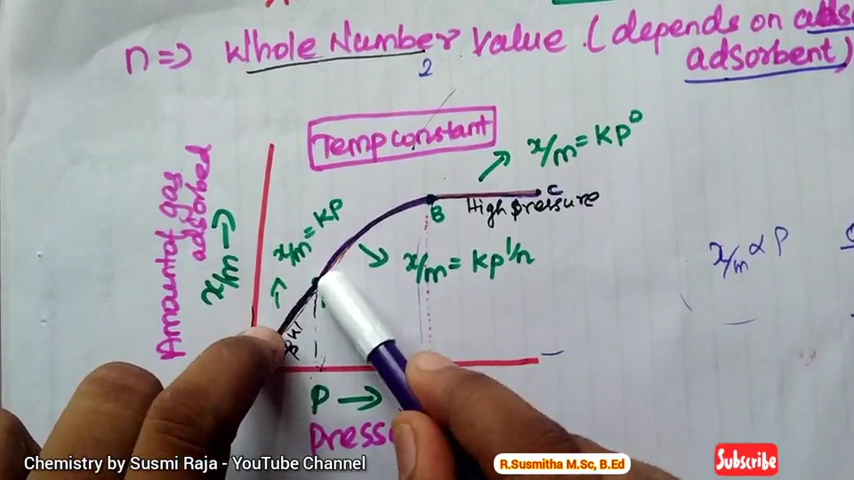 n => Whole Number Value (depends on
2
adsorbent)
Temp constant
x/m = KP⁰
Amount of gas
adsorbed
x/m →
x/m = KP
B
C
High pressure
x/m = KP^1/n
x/m ∝ P
P →
Chemistry by Susmi Raja - YouTube Channel
R.Susmitha M.Sc, B.Ed
Subscribe